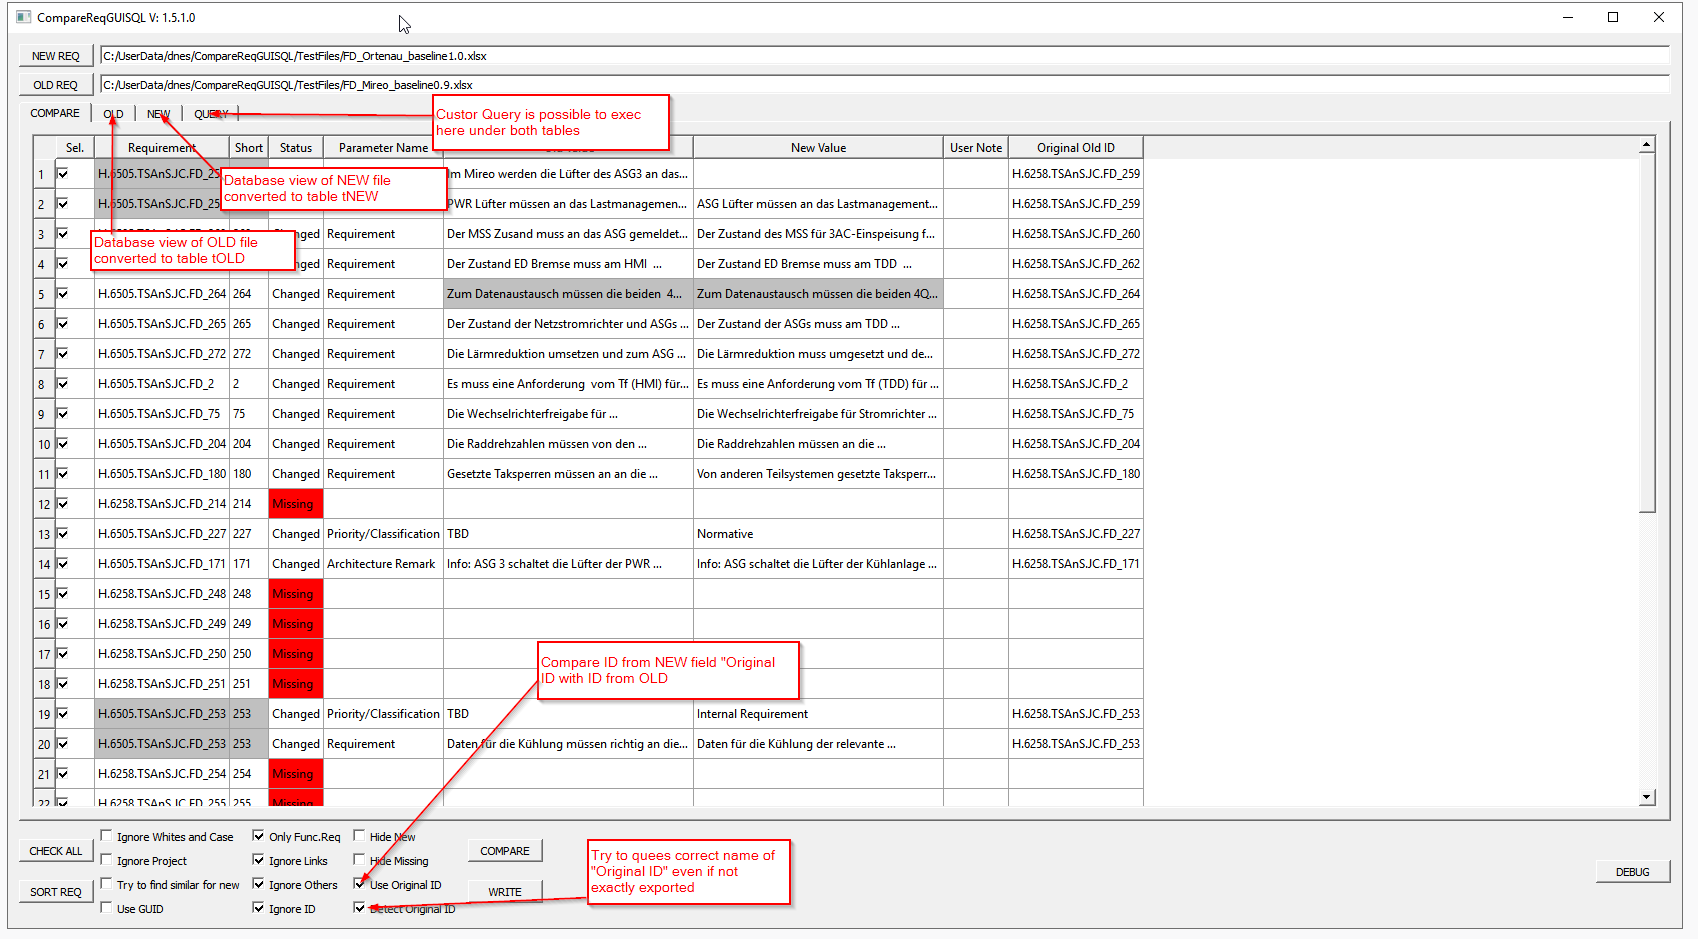 CompareReqGUISQL V: 1.5.1.0
NEW REQ C:/UserData/dnes/CompareReqGUISQL/TestFiles/FD_Ortenau_baseline1.0.xlsx
OLD REQ C:/UserData/dnes/CompareReqGUISQL/TestFiles/FD_Mireo_baseline0.9.xlsx
COMPARE OLD NEW QUERY
Custor Query is possible to exec
here under both tables
Sel. Requirement Short Status Parameter Name New Value User Note Original Old ID
1 H.6505.TSAnS.JC.FD_25 Im Mireo werden die Lüfter des ASG3 an das... H.6258.TSAnS.JC.FD_259
Database view of NEW file
converted to table tNEW
2 H.6505.TSAnS.JC.FD_25 PWR Lüfter müssen an das Lastmanagemen... ASG Lüfter müssen an das Lastmanagement... H.6258.TSAnS.JC.FD_259
3 Requirement Der MSS Zusand muss an das ASG gemeldet... Der Zustand des MSS für 3AC-Einspeisung f... H.6258.TSAnS.JC.FD_260
Database view of OLD file
converted to table tOLD
4 Requirement Der Zustand ED Bremse muss am HMI ... Der Zustand ED Bremse muss am TDD ... H.6258.TSAnS.JC.FD_262
5 H.6505.TSAnS.JC.FD_264 264 Changed Requirement Zum Datenaustausch müssen die beiden 4... Zum Datenaustausch müssen die beiden 4Q... H.6258.TSAnS.JC.FD_264
6 H.6505.TSAnS.JC.FD_265 265 Changed Requirement Der Zustand der Netzstromrichter und ASGs ... Der Zustand der ASGs muss am TDD ... H.6258.TSAnS.JC.FD_265
7 H.6505.TSAnS.JC.FD_272 272 Changed Requirement Die Lärmreduktion umsetzen und zum ASG ... Die Lärmreduktion muss umgesetzt und de... H.6258.TSAnS.JC.FD_272
8 H.6505.TSAnS.JC.FD_2 2 Changed Requirement Es muss eine Anforderung vom Tf (HMI) für... Es muss eine Anforderung vom Tf (TDD) für ... H.6258.TSAnS.JC.FD_2
9 H.6505.TSAnS.JC.FD_75 75 Changed Requirement Die Wechselrichterfreigabe für ... Die Wechselrichterfreigabe für Stromrichter ... H.6258.TSAnS.JC.FD_75
10 H.6505.TSAnS.JC.FD_204 204 Changed Requirement Die Raddrehzahlen müssen von den ... Die Raddrehzahlen müssen an die ... H.6258.TSAnS.JC.FD_204
11 H.6505.TSAnS.JC.FD_180 180 Changed Requirement Gesetzte Taksperren müssen an an die ... Von anderen Teilsystemen gesetzte Taksperr... H.6258.TSAnS.JC.FD_180
12 H.6258.TSAnS.JC.FD_214 214 Missing
13 H.6505.TSAnS.JC.FD_227 227 Changed Priority/Classification TBD Normative H.6258.TSAnS.JC.FD_227
14 H.6505.TSAnS.JC.FD_171 171 Changed Architecture Remark Info: ASG 3 schaltet die Lüfter der PWR ... Info: ASG schaltet die Lüfter der Kühlanlage ... H.6258.TSAnS.JC.FD_171
15 H.6258.TSAnS.JC.FD_248 248 Missing
16 H.6258.TSAnS.JC.FD_249 249 Missing
17 H.6258.TSAnS.JC.FD_250 250 Missing
18 H.6258.TSAnS.JC.FD_251 251 Missing
Compare ID from NEW field "Original
ID with ID from OLD
19 H.6505.TSAnS.JC.FD_253 253 Changed Priority/Classification TBD Internal Requirement H.6258.TSAnS.JC.FD_253
20 H.6505.TSAnS.JC.FD_253 253 Changed Requirement Daten für die Kühlung müssen richtig an die... Daten für die Kühlung der relevante ... H.6258.TSAnS.JC.FD_253
21 H.6258.TSAnS.JC.FD_254 254 Missing
22 H.6258.TSAnS.JC.FD_255 255 Missing
CHECK ALL
SORT REQ
Ignore Whites and Case Only Func.Req Hide New
Ignore Project Ignore Links Hide Missing
Try to find similar for new Ignore Others Use Original ID
Use GUID Ignore ID Detect Original ID
COMPARE
WRITE
Try to quees correct name of
"Original ID" even if not
exactly exported
DEBUG